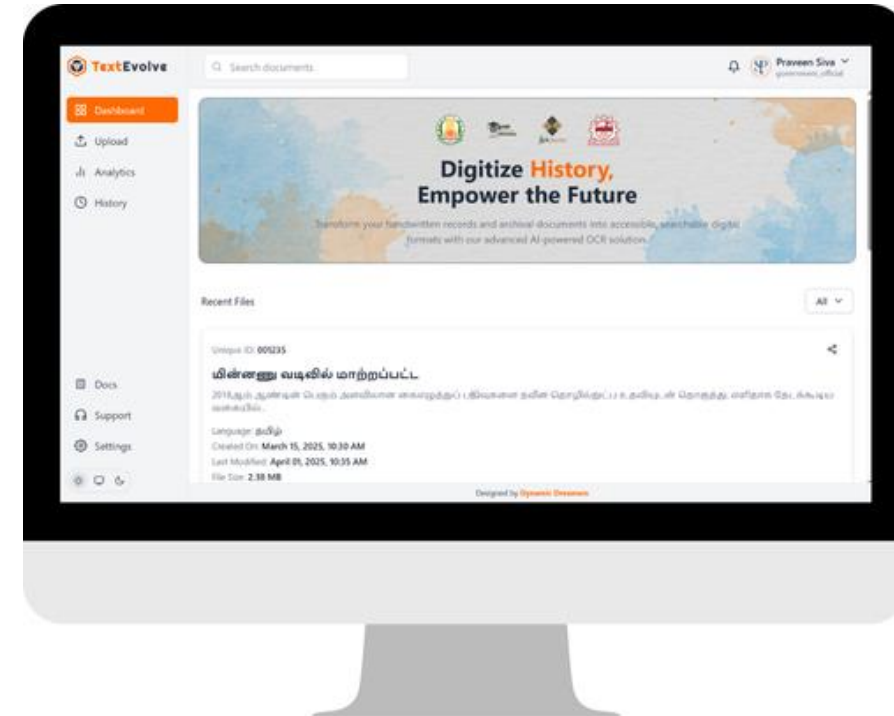 TextEvolve
Search documents
Praveen Siva
government_official
Dashboard
Upload
Analytics
History
Docs
Support
Settings
Digitize History,
Empower the Future
Transform your handwritten records and archival documents into accessible, searchable digital
formats with our advanced AI-powered OCR solution.
Recent Files
All
Unique ID: 005235
மின்னணு வடிவில் மாற்றப்பட்ட
Language: தமிழ்
Created On: March 15, 2025, 10:30 AM
Last Modified: April 01, 2025, 10:35 AM
File Size: 2.38 MB
Designed by Dynamic Dreamers